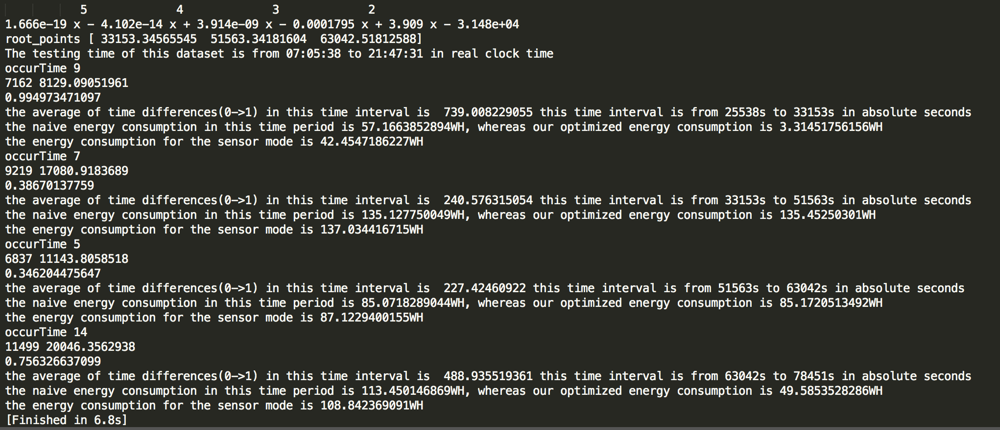 5 4 3 2
1.666e-19 x - 4.102e-14 x + 3.914e-09 x - 0.0001795 x + 3.909 x - 3.148e+04
root_points [ 33153.34565545 51563.34181604 63042.51812588]
The testing time of this dataset is from 07:05:38 to 21:47:31 in real clock time
occurTime 9
7162 8129.09051961
0.994973471097
the average of time differences(0->1) in this time interval is 739.008229055 this time interval is from 25538s to 33153s in absolute seconds
the naive energy consumption in this time period is 57.1663852894WH, whereas our optimized energy consumption is 3.31451756156WH
the energy consumption for the sensor mode is 42.4547186227WH
occurTime 7
9219 17080.9183689
0.38670137759
the average of time differences(0->1) in this time interval is 240.576315054 this time interval is from 33153s to 51563s in absolute seconds
the naive energy consumption in this time period is 135.127750049WH, whereas our optimized energy consumption is 135.45250301WH
the energy consumption for the sensor mode is 137.034416715WH
occurTime 5
6837 11143.8058518
0.346204475647
the average of time differences(0->1) in this time interval is 227.42460922 this time interval is from 51563s to 63042s in absolute seconds
the naive energy consumption in this time period is 85.0718289044WH, whereas our optimized energy consumption is 85.1720513492WH
the energy consumption for the sensor mode is 87.1229400155WH
occurTime 14
11499 20046.3562938
0.756326637099
the average of time differences(0->1) in this time interval is 488.935519361 this time interval is from 63042s to 78451s in absolute seconds
the naive energy consumption in this time period is 113.450146869WH, whereas our optimized energy consumption is 49.5853528286WH
the energy consumption for the sensor mode is 108.842369091WH
[Finished in 6.8s]